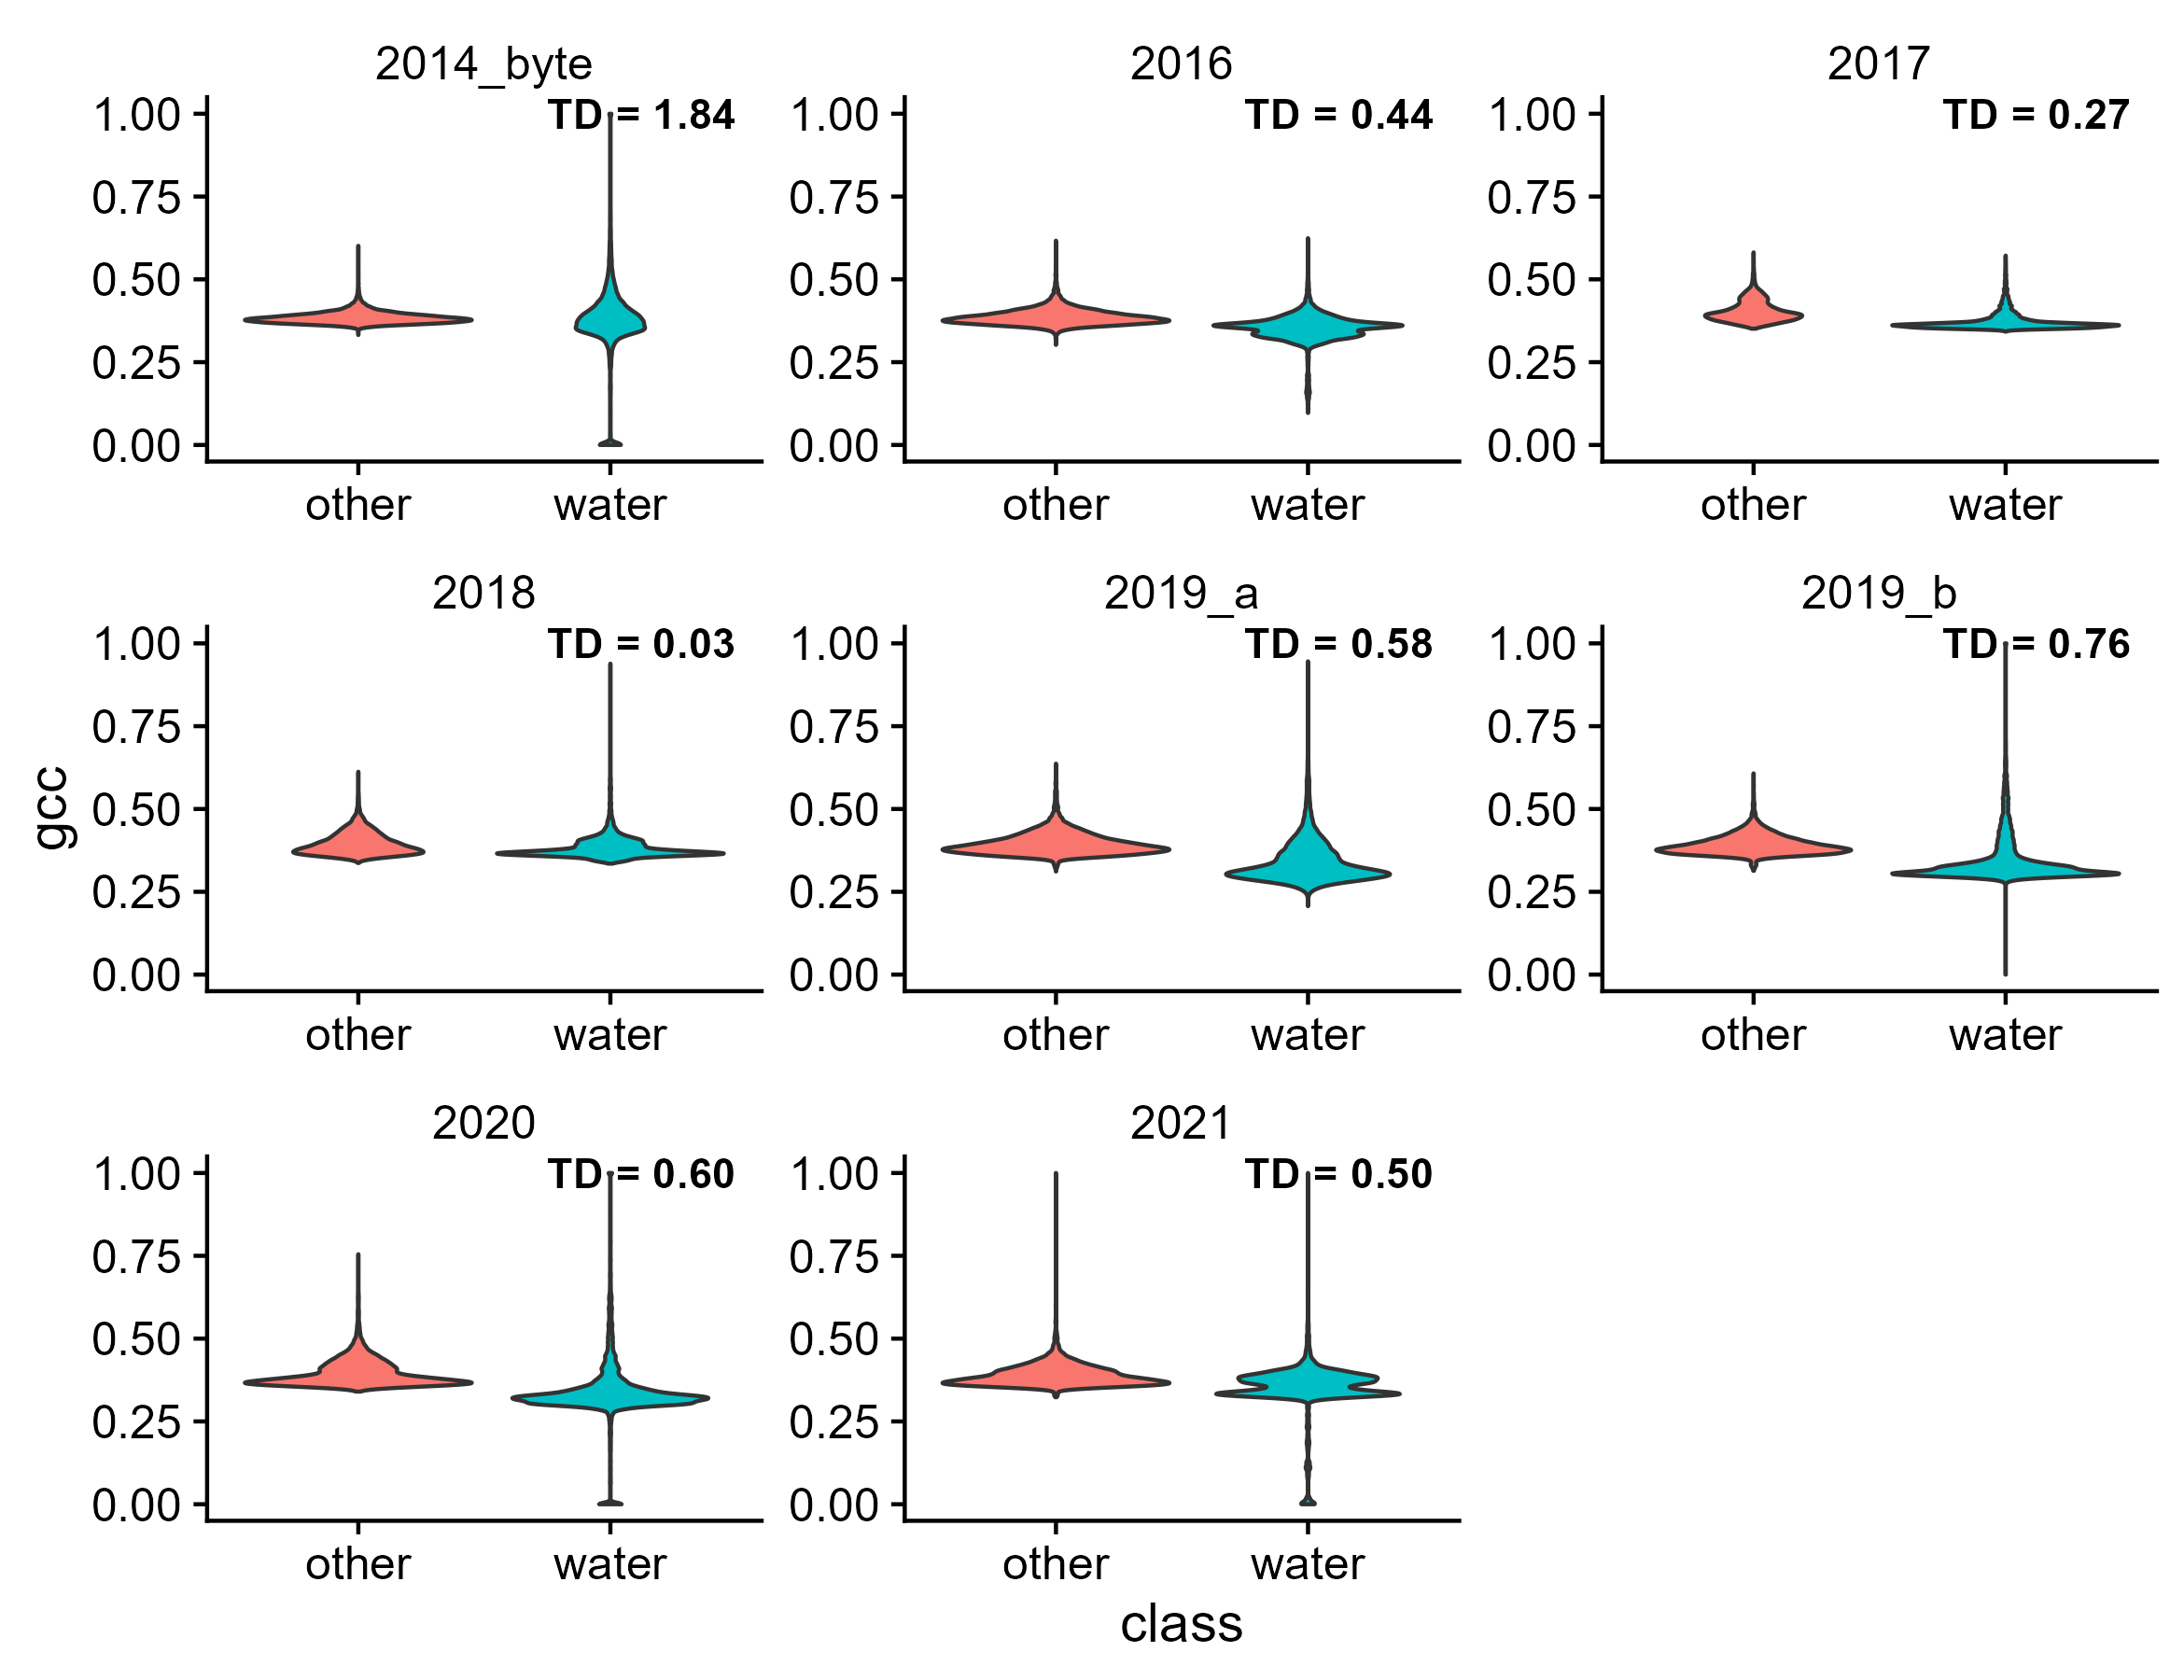 2014_byte
TD = 1.84
1.00
0.75
0.50
0.25
0.00
other water
2016
TD = 0.44
1.00
0.75
0.50
0.25
0.00
other water
2017
TD = 0.27
1.00
0.75
0.50
0.25
0.00
other water
gcc
2018
TD = 0.03
1.00
0.75
0.50
0.25
0.00
other water
2019_a
TD = 0.58
1.00
0.75
0.50
0.25
0.00
other water
2019_b
TD = 0.76
1.00
0.75
0.50
0.25
0.00
other water
2020
TD = 0.60
1.00
0.75
0.50
0.25
0.00
other water
2021
TD = 0.50
1.00
0.75
0.50
0.25
0.00
other water
class